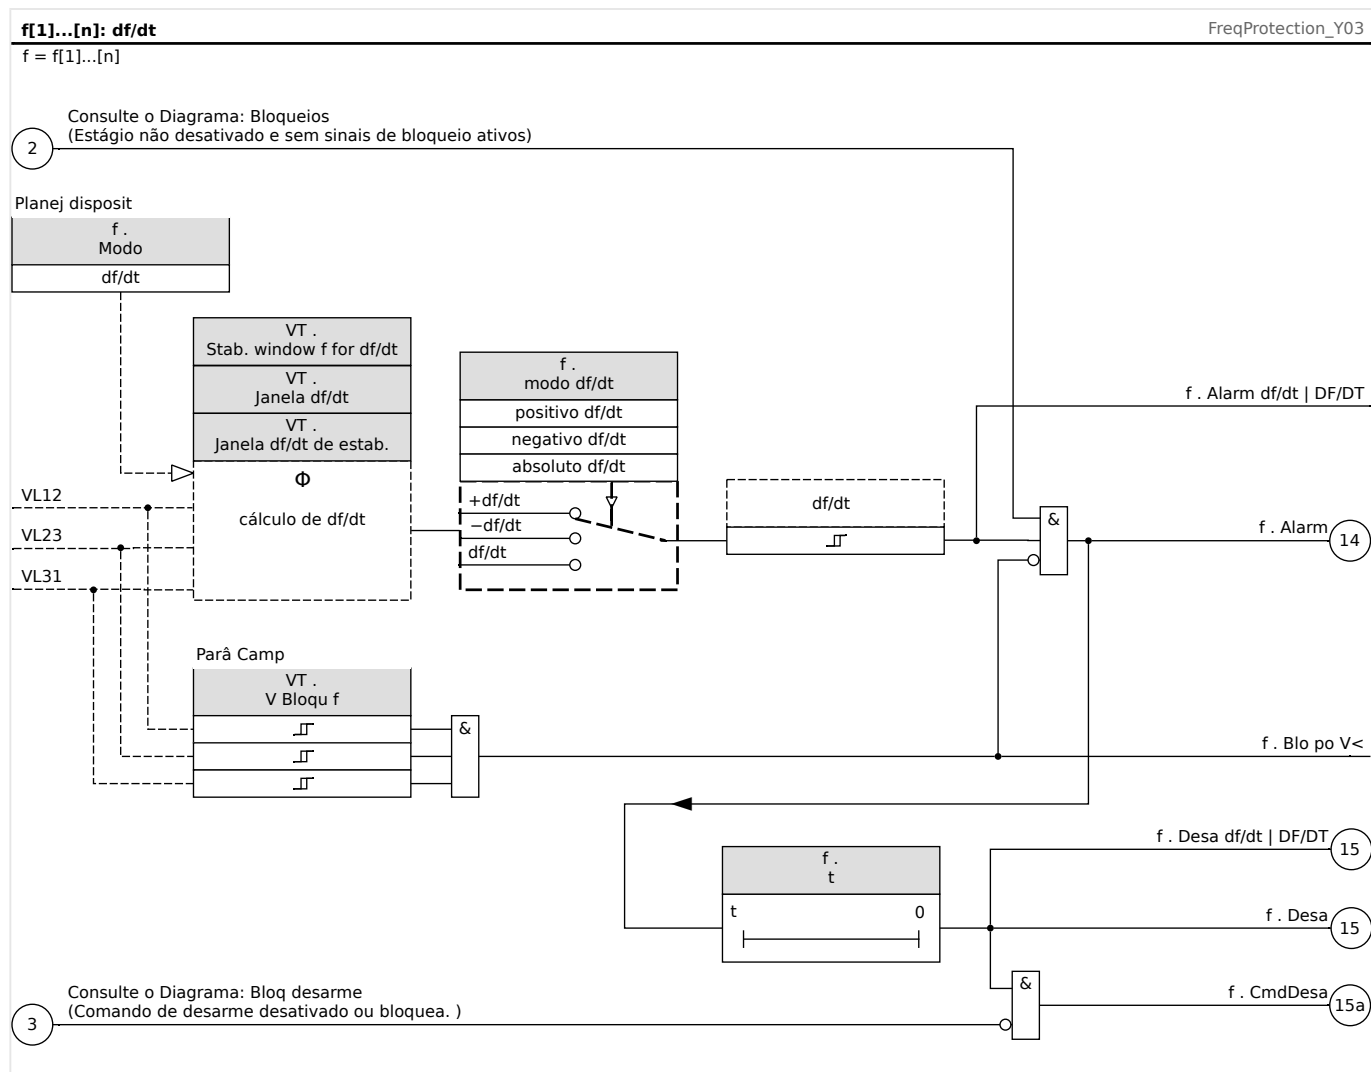 f[1]...[n]: df/dt
FreqProtection_Y03
f = f[1]...[n]
Consulte o Diagrama: Bloqueios
(Estágio não desativado e sem sinais de bloqueio ativos)
2
Planej disposit
f .
Modo
df/dt
VT .
Stab. window f for df/dt
VT .
Janela df/dt
VT .
Janela df/dt de estab.
Φ
cálculo de df/dt
f .
modo df/dt
positivo df/dt
negativo df/dt
absoluto df/dt
+df/dt
−df/dt
df/dt
df/dt
f . Alarm df/dt | DF/DT
&
f . Alarm
14
VL12
VL23
VL31
Parâ Camp
VT .
V Bloqu f
&
f . Blo po V<
f .
t
t 0
f . Desa df/dt | DF/DT
15
f . Desa
15
&
f . CmdDesa
15a
Consulte o Diagrama: Bloq desarme
(Comando de desarme desativado ou bloquea. )
3